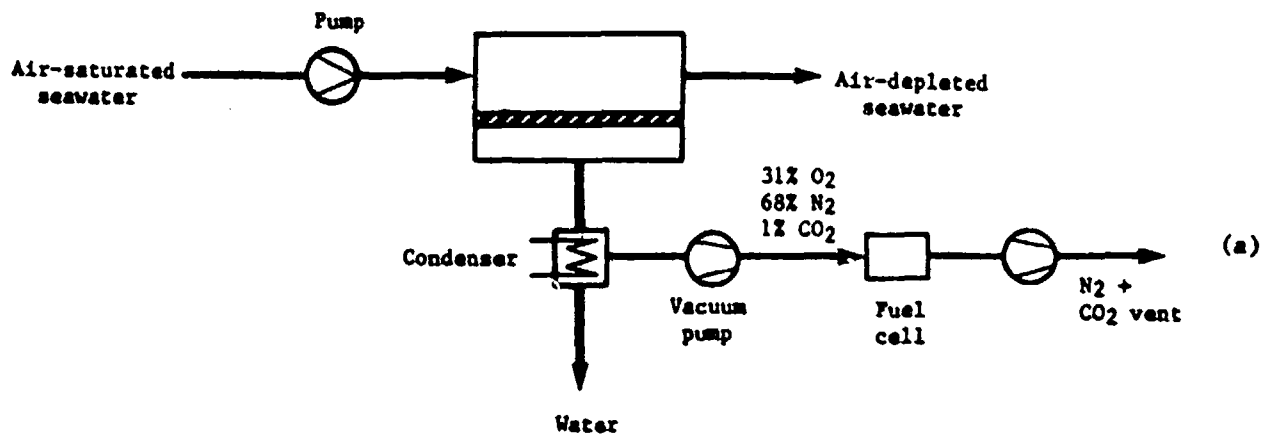 Pump
Air-saturated
seawater
Air-depleted
seawater
31% O2
68% N2
1% CO2
Condenser
(a)
Vacuum
pump
Fuel
cell
N2 +
CO2 vent
Water